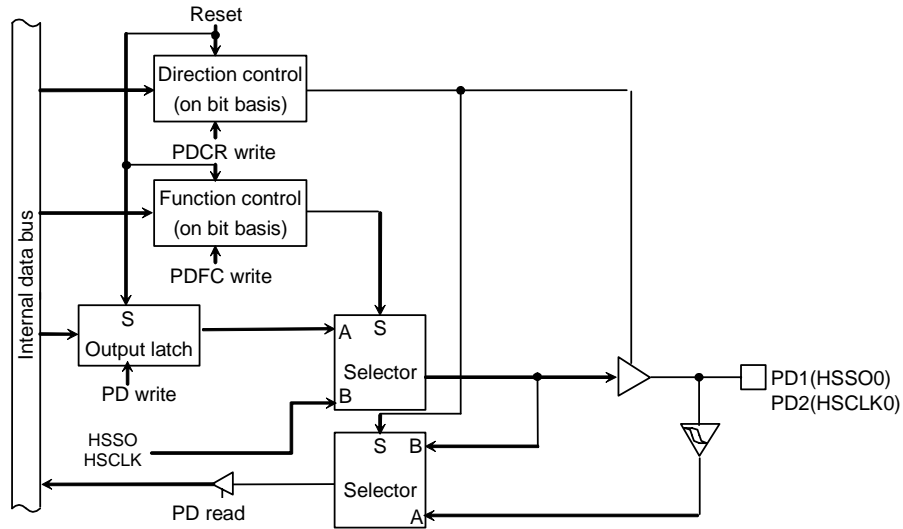 Reset
Direction control
(on bit basis)
PDCR write
Function control
(on bit basis)
PDFC write
Internal data bus
S
Output latch
PD write
A
S
Selector
B
PD1(HSSO0)
PD2(HSCLK0)
HSSO
HSCLK
S
B
Selector
A
PD read